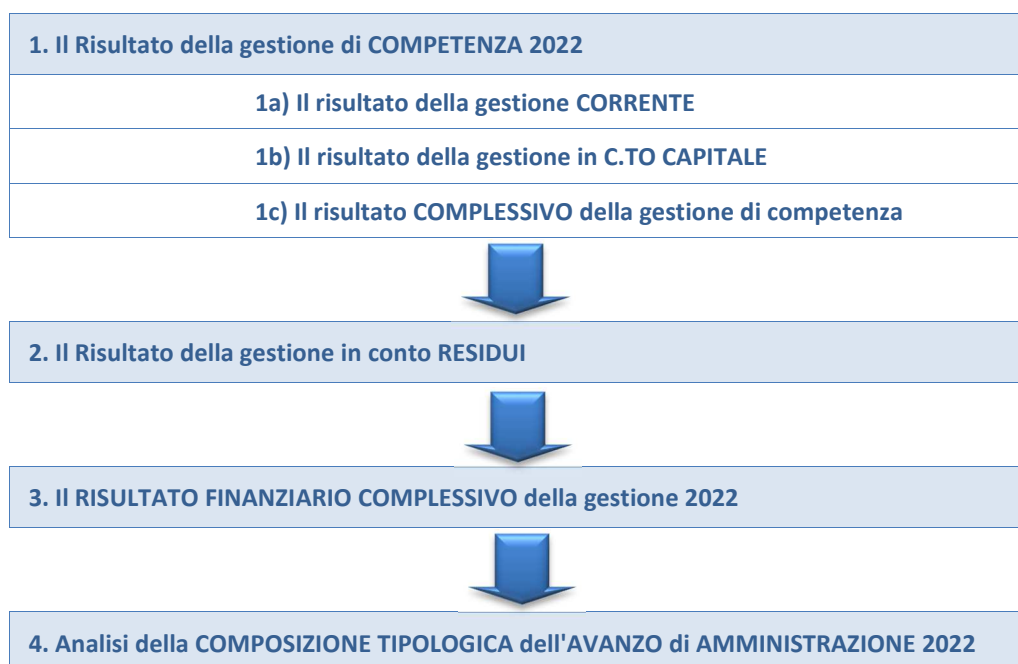 1. Il Risultato della gestione di COMPETENZA 2022
1a) Il risultato della gestione CORRENTE
1b) Il risultato della gestione in C.TO CAPITALE
1c) Il risultato COMPLESSIVO della gestione di competenza
2. Il Risultato della gestione in conto RESIDUI
3. Il RISULTATO FINANZIARIO COMPLESSIVO della gestione 2022
4. Analisi della COMPOSIZIONE TIPOLOGICA dell'AVANZO di AMMINISTRAZIONE 2022